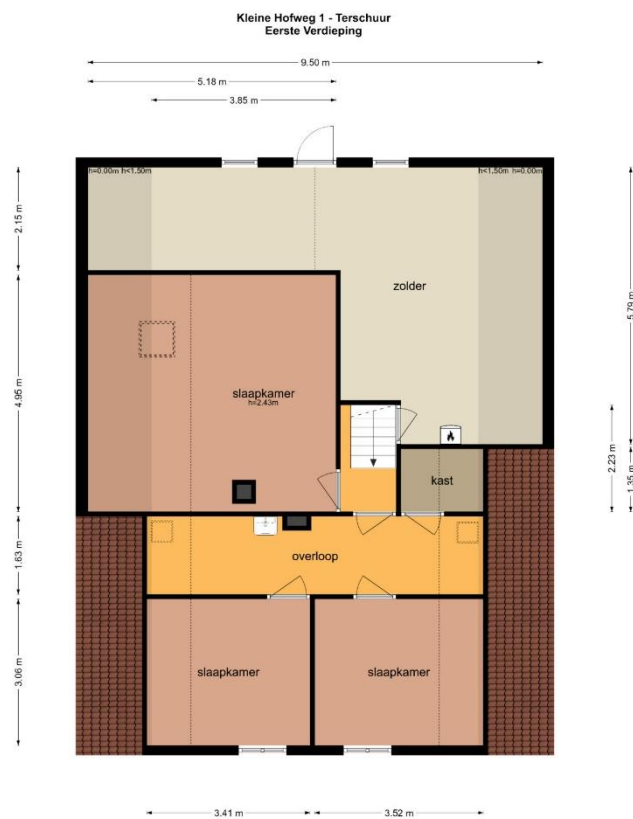 Kleine Hofweg 1 - Terschuur
Eerste Verdieping
9.50 m
5.18 m
3.85 m
h=0.00m h<1.50m
h<1.50m h=0.00m
2.15 m
5.79 m
zolder
4.95 m
slaapkamer
h=2.43m
2.23 m
1.35 m
kast
1.63 m
overloop
3.06 m
slaapkamer
slaapkamer
3.41 m
3.52 m